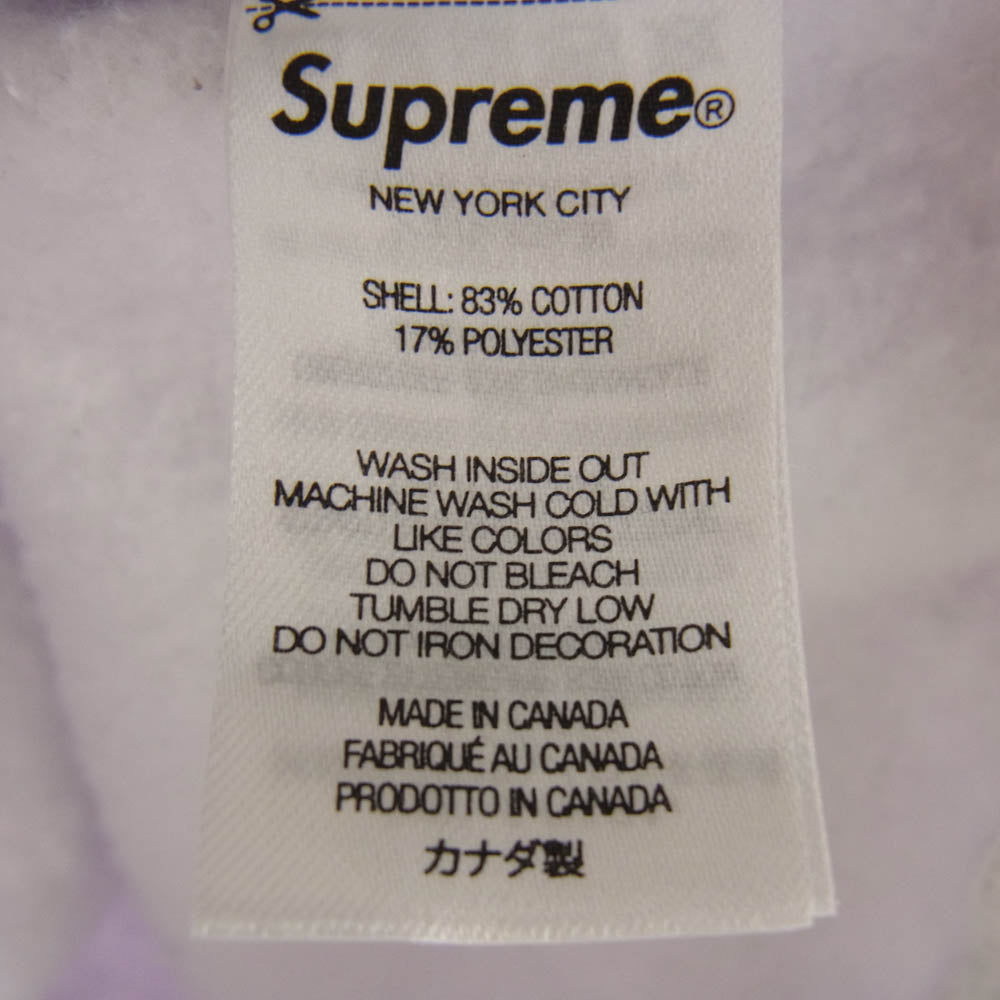 Supreme®
NEW YORK CITY
SHELL: 83% COTTON
17% POLYESTER
WASH INSIDE OUT
MACHINE WASH COLD WITH
LIKE COLORS
DO NOT BLEACH
TUMBLE DRY LOW
DO NOT IRON DECORATION
MADE IN CANADA
FABRIQUÉ AU CANADA
PRODOTTO IN CANADA
カナダ製